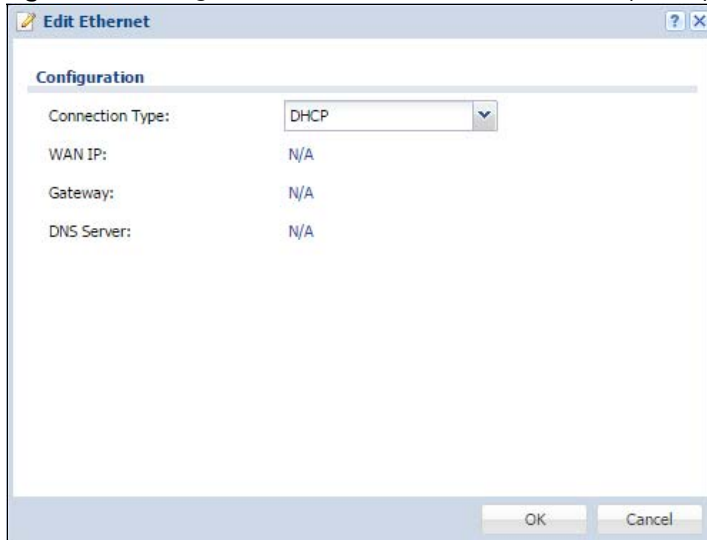 Edit Ethernet
? X
Configuration
Connection Type: DHCP
WAN IP: N/A
Gateway: N/A
DNS Server: N/A
OK Cancel